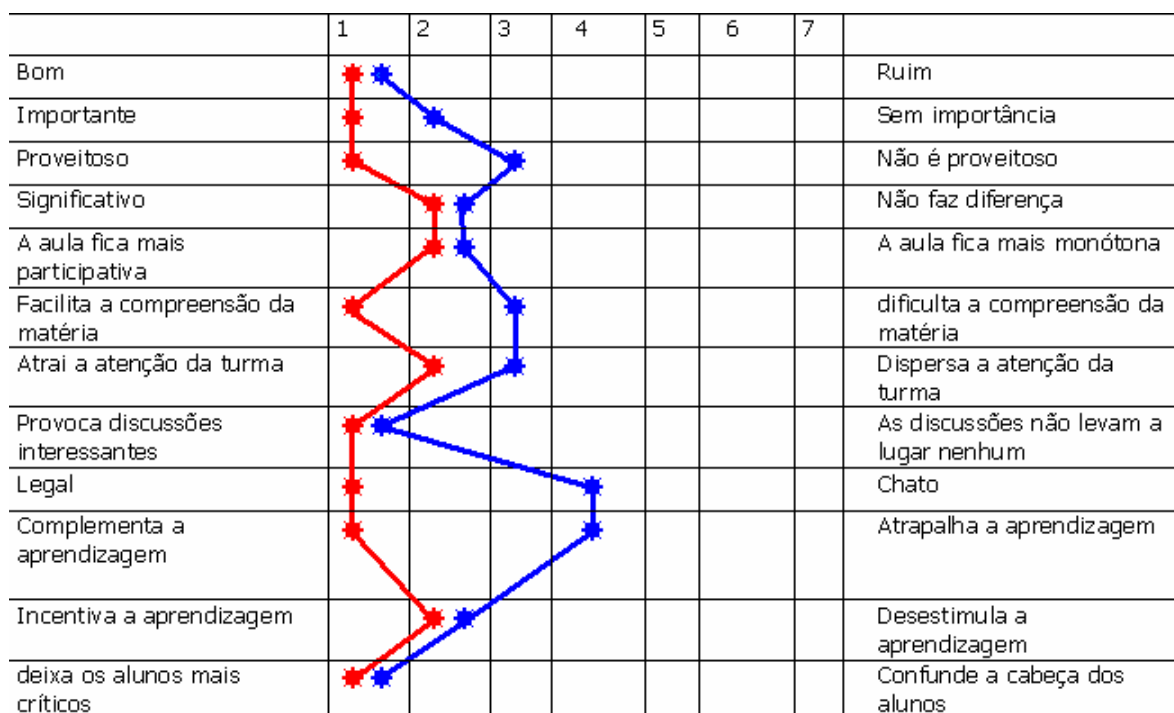 1 2 3 4 5 6 7
Bom Ruim
Importante Sem importância
Proveitoso Não é proveitoso
Significativo Não faz diferença
A aula fica mais A aula fica mais monótona
participativa
Facilita a compreensão da dificulta a compreensão da
matéria matéria
Atrai a atenção da turma Dispersa a atenção da
turma
Provoca discussões As discussões não levam a
interessantes lugar nenhum
Legal Chato
Complementa a Atrapalha a aprendizagem
aprendizagem
Incentiva a aprendizagem Desestimula a
aprendizagem
deixa os alunos mais Confunde a cabeça dos
críticos alunos